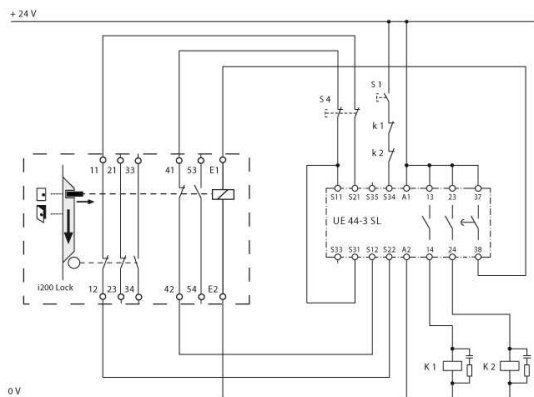 + 24 V
S 1
S 4
k 1
k 2
11 21 33 41 53 E1
S11 S21 S35 S34 A1 13 23 37
UE 44-3 SL
S33 S31 S12 S22 A2 14 24 38
i200 Lock
12 23 34 42 54 E2
K 1
K 2
0 V